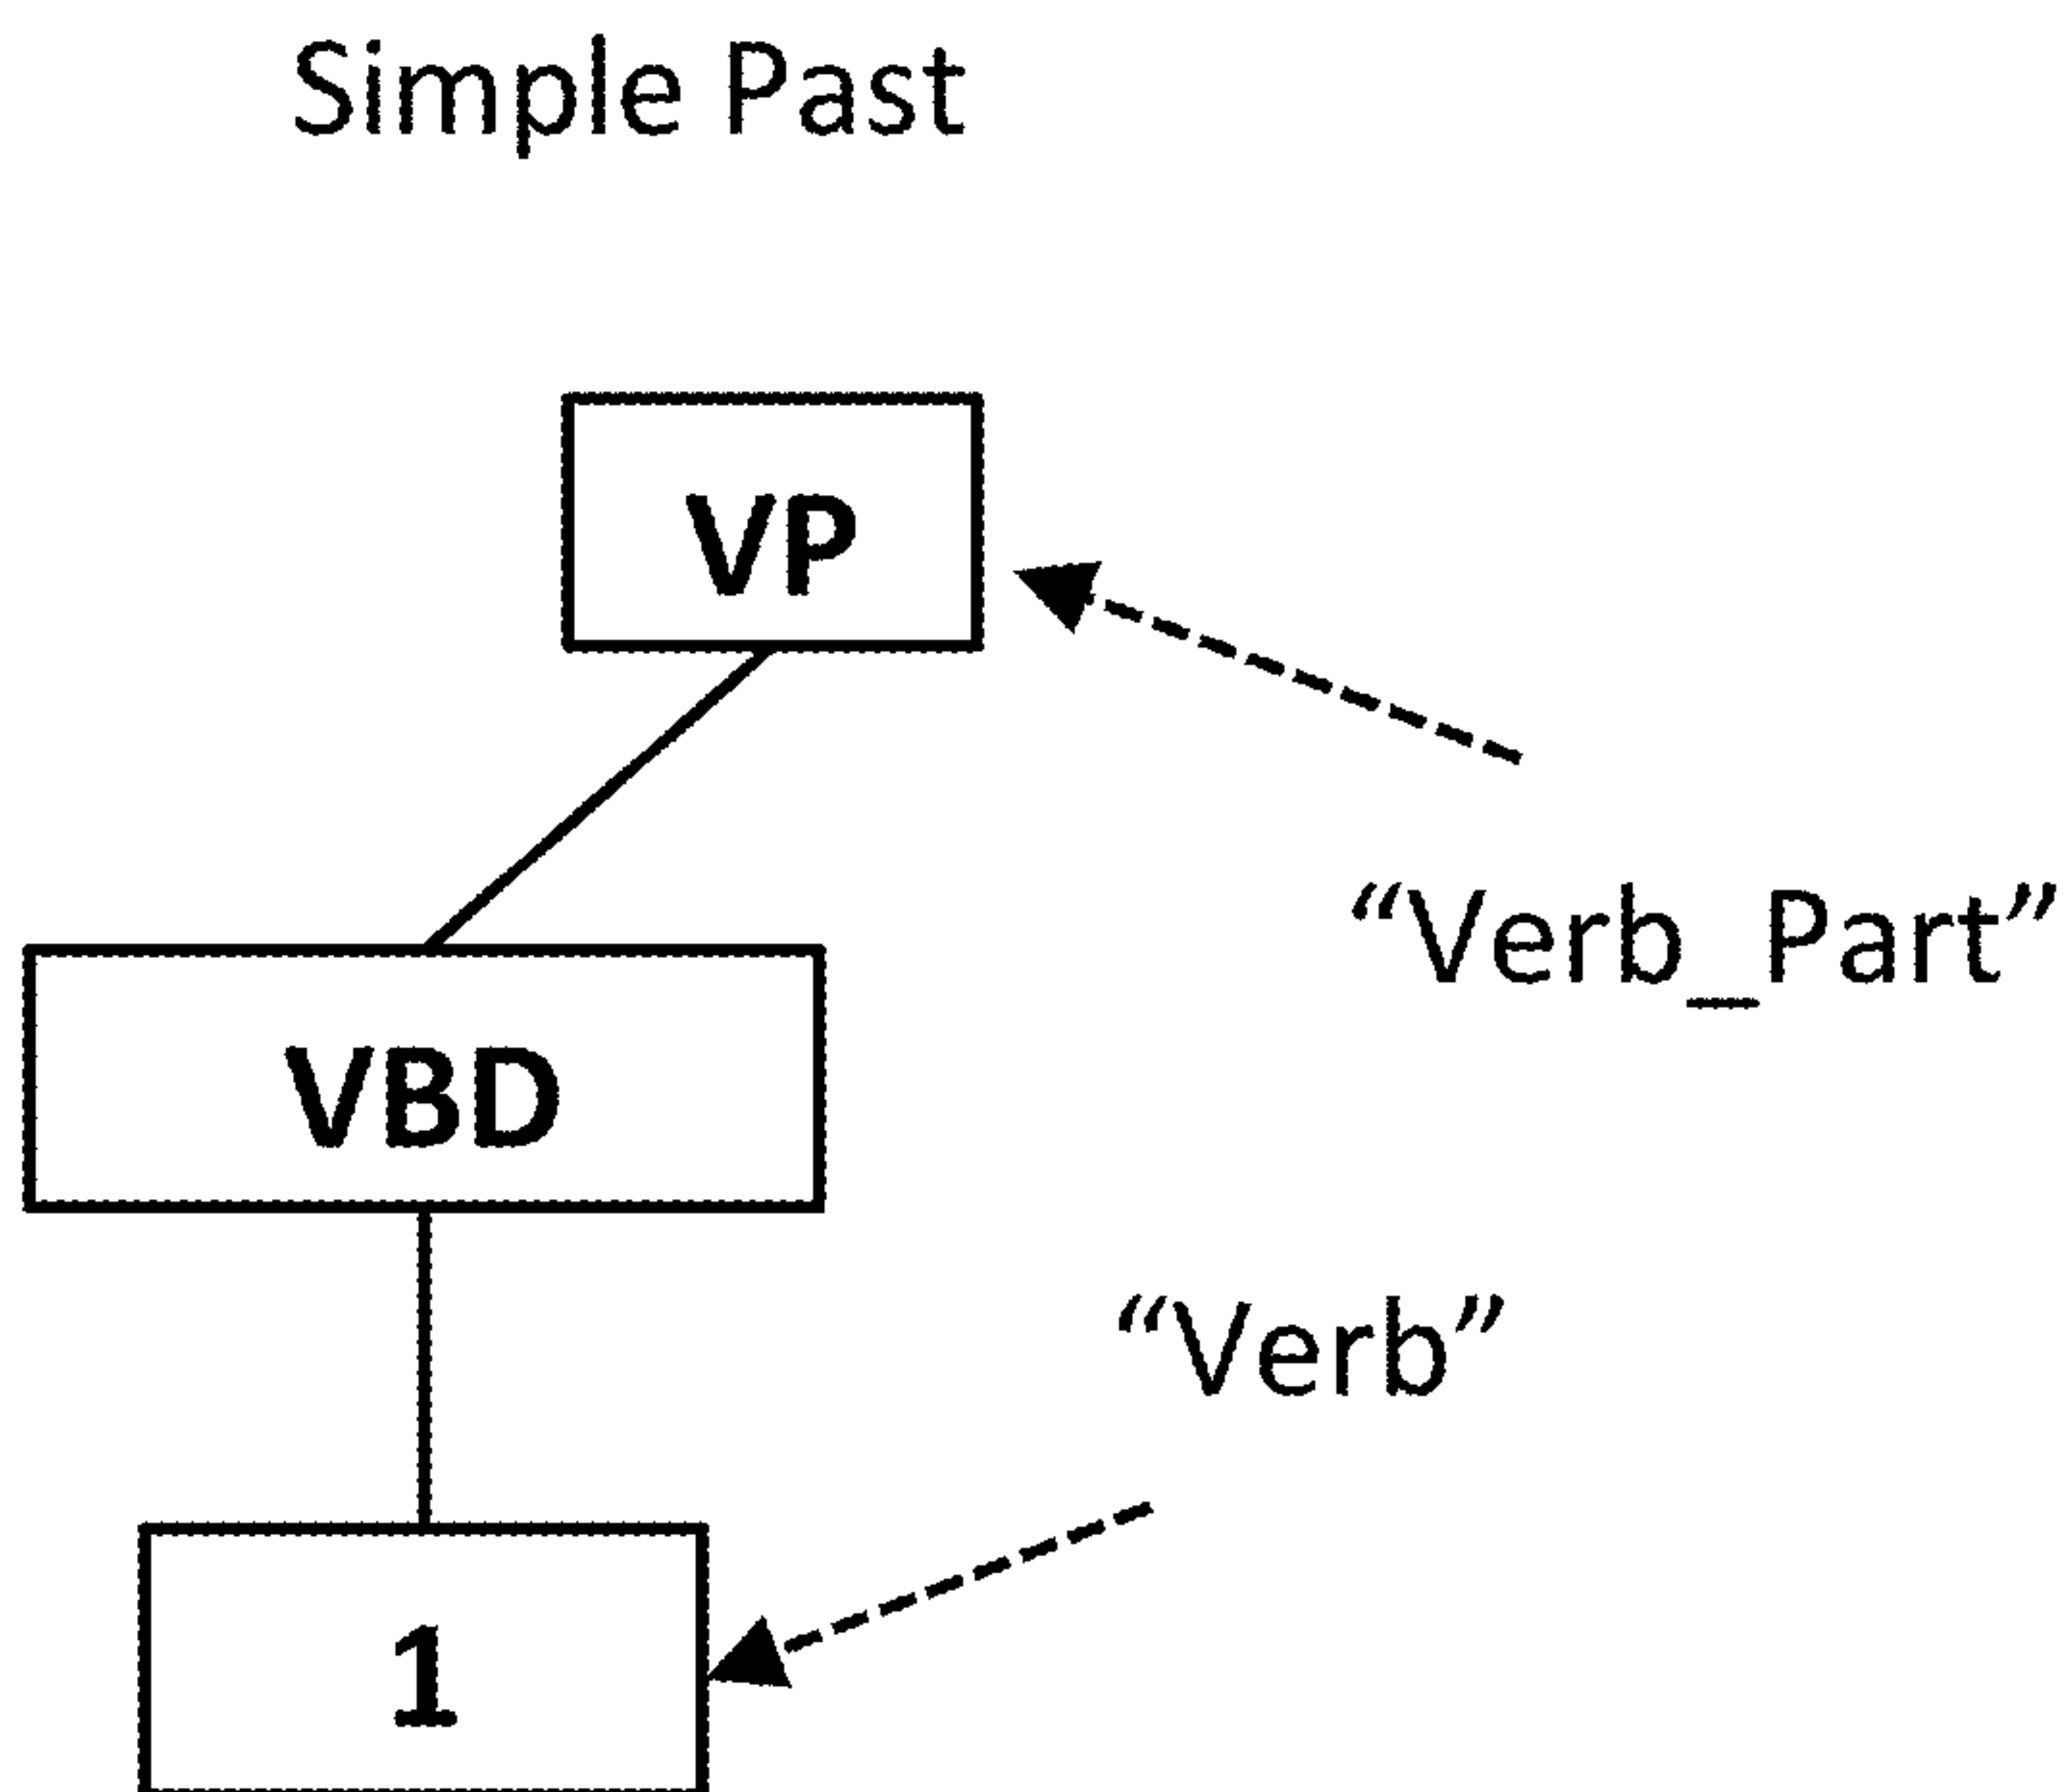 Simple Past
VP
“Verb_Part”
VBD
“Verb”
1